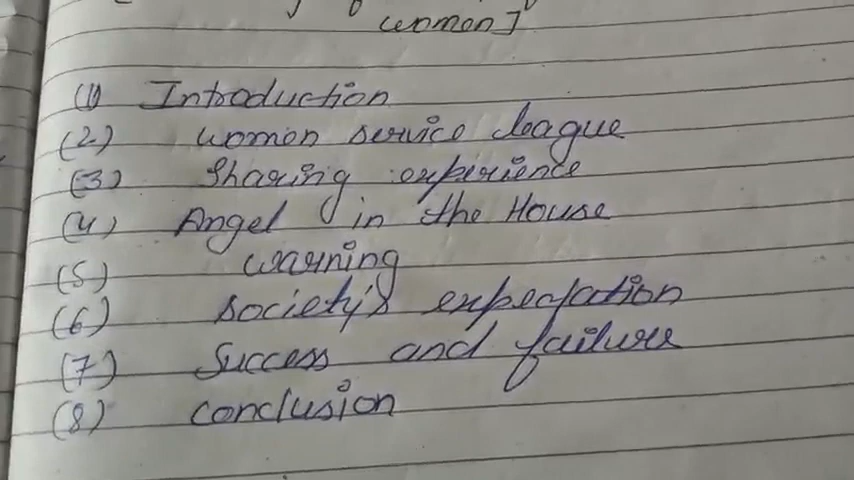 women]
(1) Introduction
(2) women service league
(3) Sharing experience
(4) Angel in the House
(5) warning
(6) society's expectation
(7) Success and failure
(8) conclusion